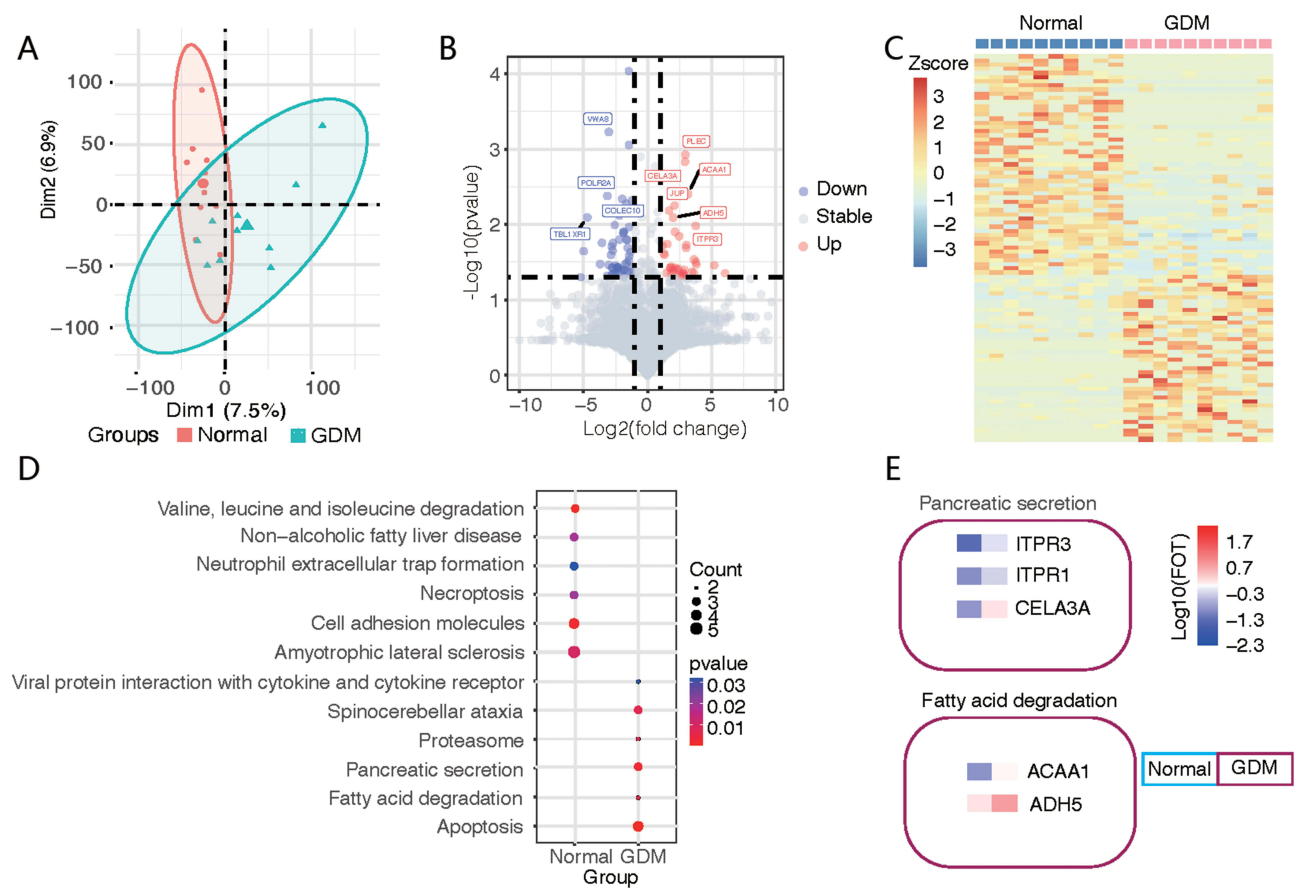 A
100
50
0
−50
−100
Dim2 (6.9%)
−100
0
100
Dim1 (7.5%)
Groups
Normal
GDM
B
4
3
2
1
0
-Log10(pvalue)
VWA8
POLR2A
COLEC10
TBL1XR1
PLEC
CELA3A
ACAA1
JUP
ADH5
ITPR3
−10
−5
0
5
10
Log2(fold change)
Down
Stable
Up
C
Normal
GDM
Zscore
3
2
1
0
−1
−2
−3
D
Valine, leucine and isoleucine degradation
Non−alcoholic fatty liver disease
Neutrophil extracellular trap formation
Necroptosis
Cell adhesion molecules
Amyotrophic lateral sclerosis
Viral protein interaction with cytokine and cytokine receptor
Spinocerebellar ataxia
Proteasome
Pancreatic secretion
Fatty acid degradation
Apoptosis
Normal GDM
Group
Count
2
3
4
5
pvalue
0.03
0.02
0.01
E
Pancreatic secretion
ITPR3
ITPR1
CELA3A
Log10(FOT)
1.7
0.7
−0.3
−1.3
−2.3
Fatty acid degradation
ACAA1
ADH5
Normal
GDM